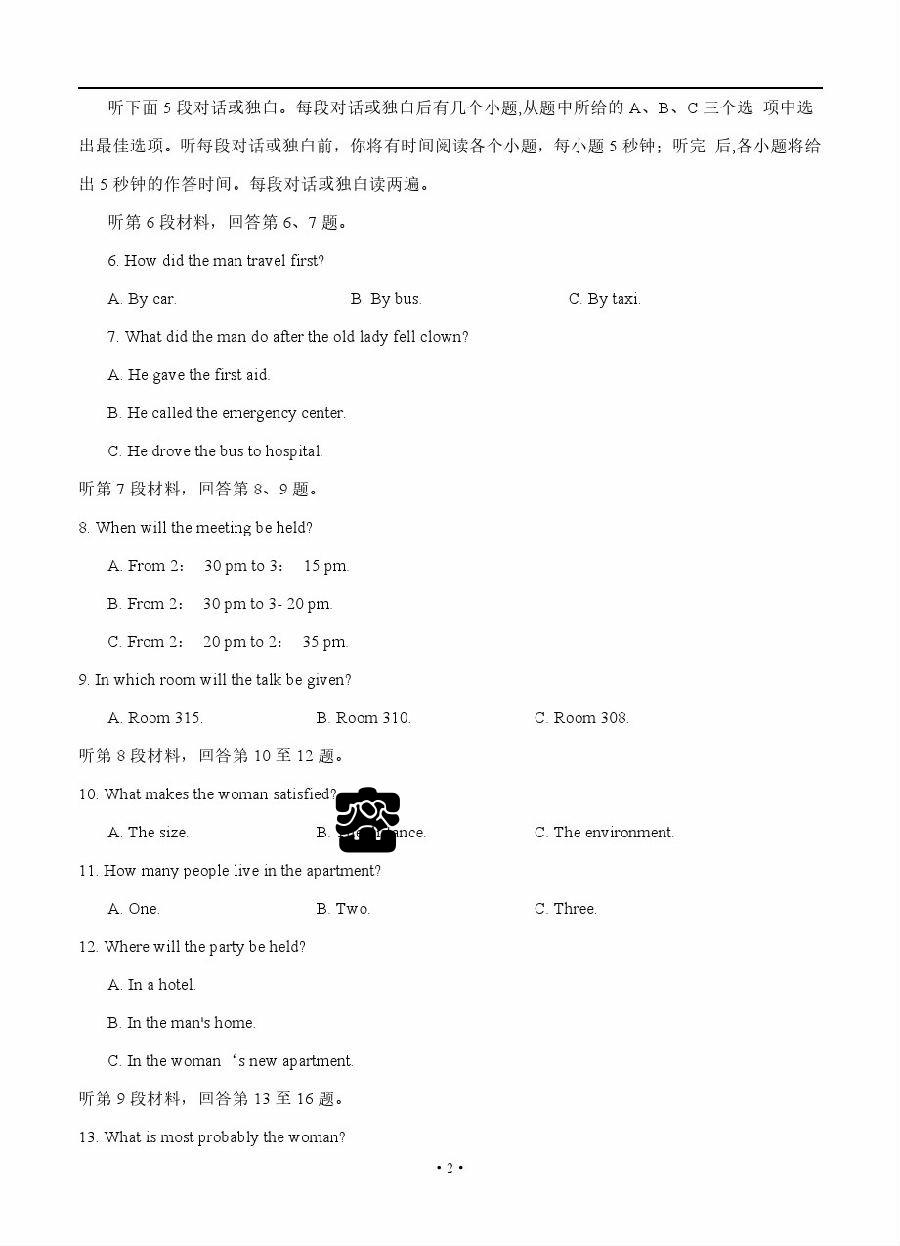 听下面 5 段对话或独白。每段对话或独白后有几个小题,从题中所给的 A、B、C 三个选 项中选
出最佳选项。听每段对话或独白前，你将有时间阅读各个小题，每小题 5 秒钟；听完 后,各小题将给
出 5 秒钟的作答时间。每段对话或独白读两遍。
听第 6 段材料，回答第 6、7 题。
6. How did the man travel first?
A. By car. B By bus. C. By taxi.
7. What did the man do after the old lady fell clown?
A. He gave the first aid.
B. He called the emergency center.
C. He drove the bus to hospital.
听第 7 段材料，回答第 8、9 题。
8. When will the meeting be held?
A. From 2： 30 pm to 3： 15 pm.
B. From 2： 30 pm to 3- 20 pm.
C. From 2： 20 pm to 2： 35 pm.
9. In which room will the talk be given?
A. Room 315. B. Room 310. C. Room 308.
听第 8 段材料，回答第 10 至 12 题。
10. What makes the woman satisfied?
A. The size. B. C. The environment.
11. How many people live in the apartment?
A. One. B. Two. C. Three.
12. Where will the party be held?
A. In a hotel.
B. In the man's home.
C. In the woman‘s new apartment.
听第 9 段材料，回答第 13 至 16 题。
13. What is most probably the woman?
• 2 •